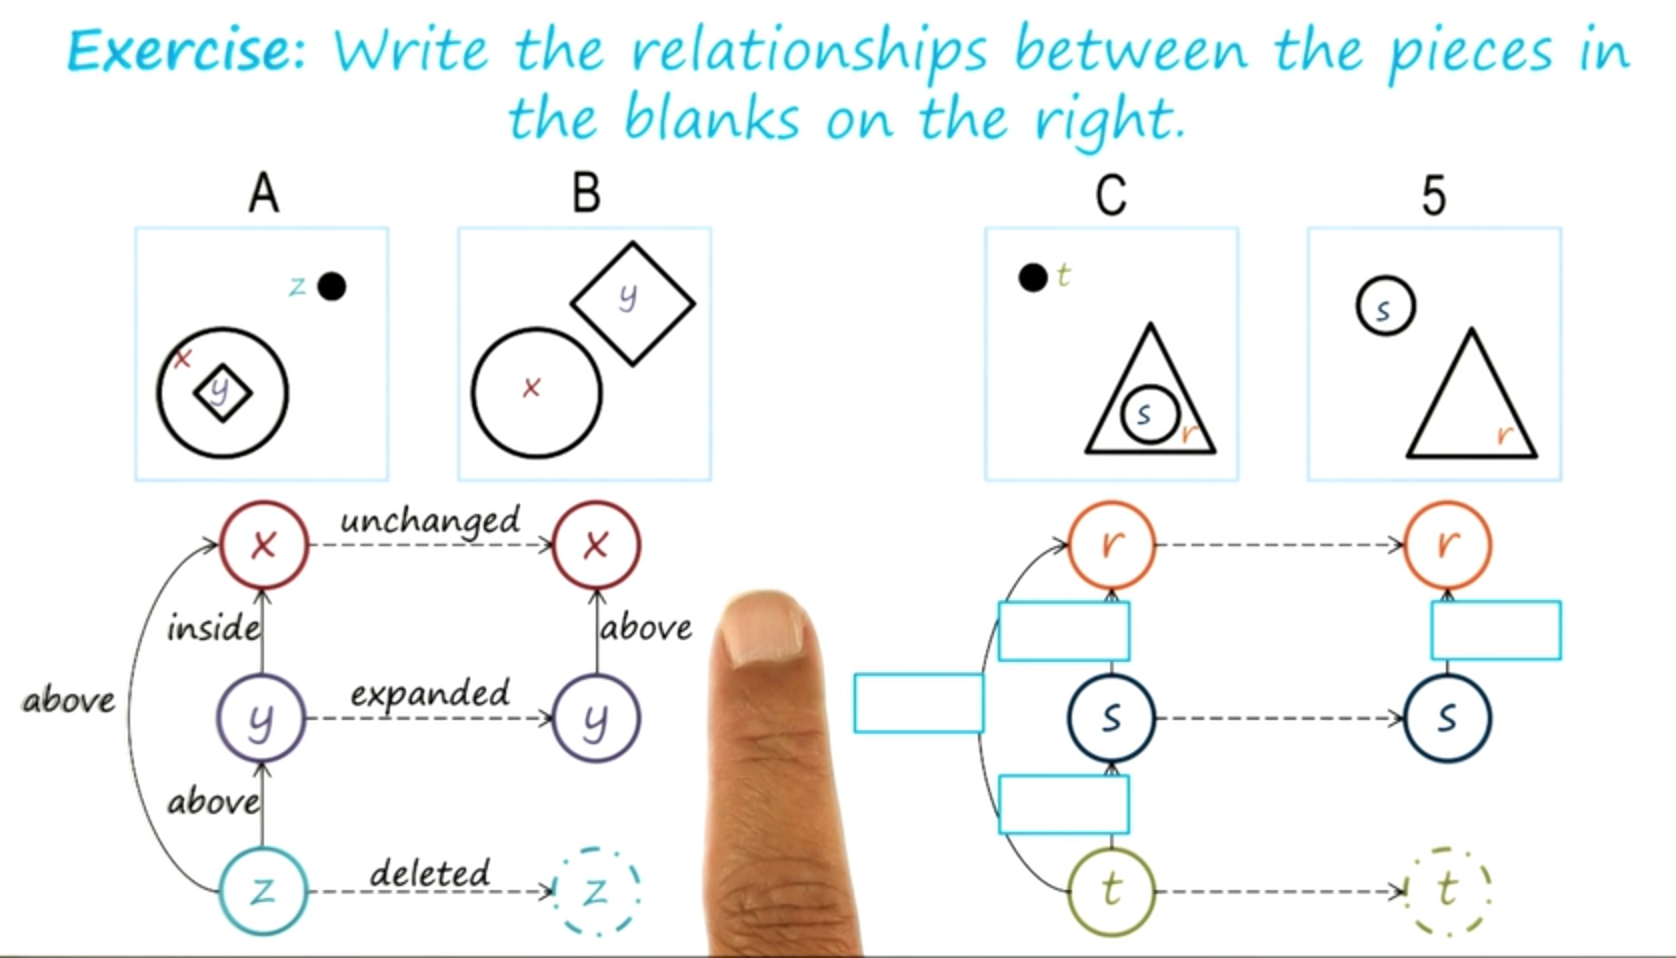 Exercise: Write the relationships between the pieces in
the blanks on the right.
A B C 5
z t
y
s
x
y x s r r
x unchanged x r r
inside above
above expanded
y y s s
above
deleted
z z t t